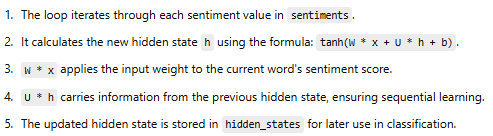 1. The loop iterates through each sentiment value in sentiments.
2. It calculates the new hidden state h using the formula: tanh(W * x + U * h + b).
3. W * x applies the input weight to the current word's sentiment score.
4. U * h carries information from the previous hidden state, ensuring sequential learning.
5. The updated hidden state is stored in hidden_states for later use in classification.